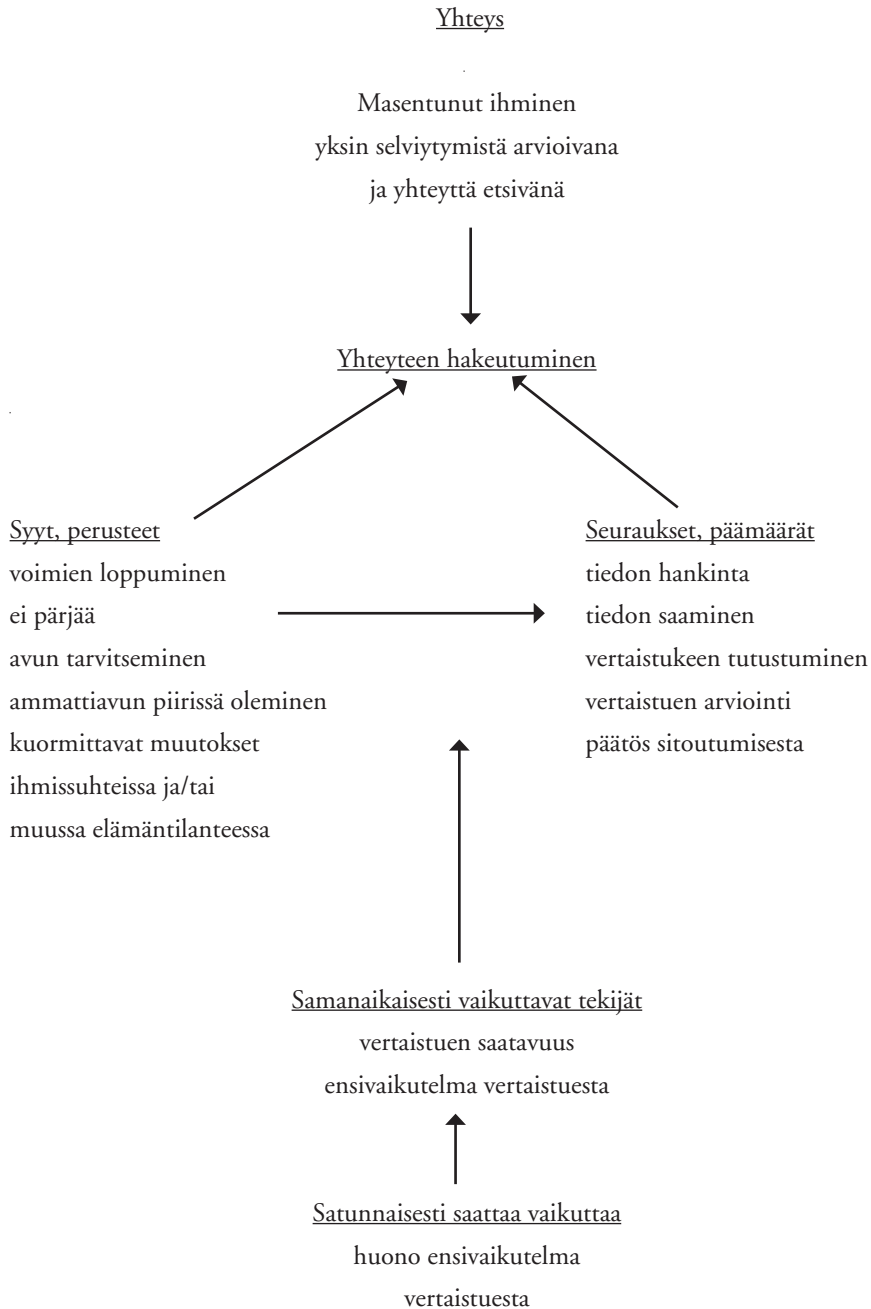 Yhteys
Masentunut ihminen
yksin selviytymistä arvioivana
ja yhteyttä etsivänä
Yhteyteen hakeutuminen
Syyt, perusteet
voimien loppuminen
ei pärjää
avun tarvitseminen
ammattiavun piirissä oleminen
kuormittavat muutokset
ihmissuhteissa ja/tai
muussa elämäntilanteessa
Seuraukset, päämäärät
tiedon hankinta
tiedon saaminen
vertaistukeen tutustuminen
vertaistuen arviointi
päätös sitoutumisesta
Samanaikaisesti vaikuttavat tekijät
vertaistuen saatavuus
ensivaikutelma vertaistuesta
Satunnaisesti saattaa vaikuttaa
huono ensivaikutelma
vertaistuesta